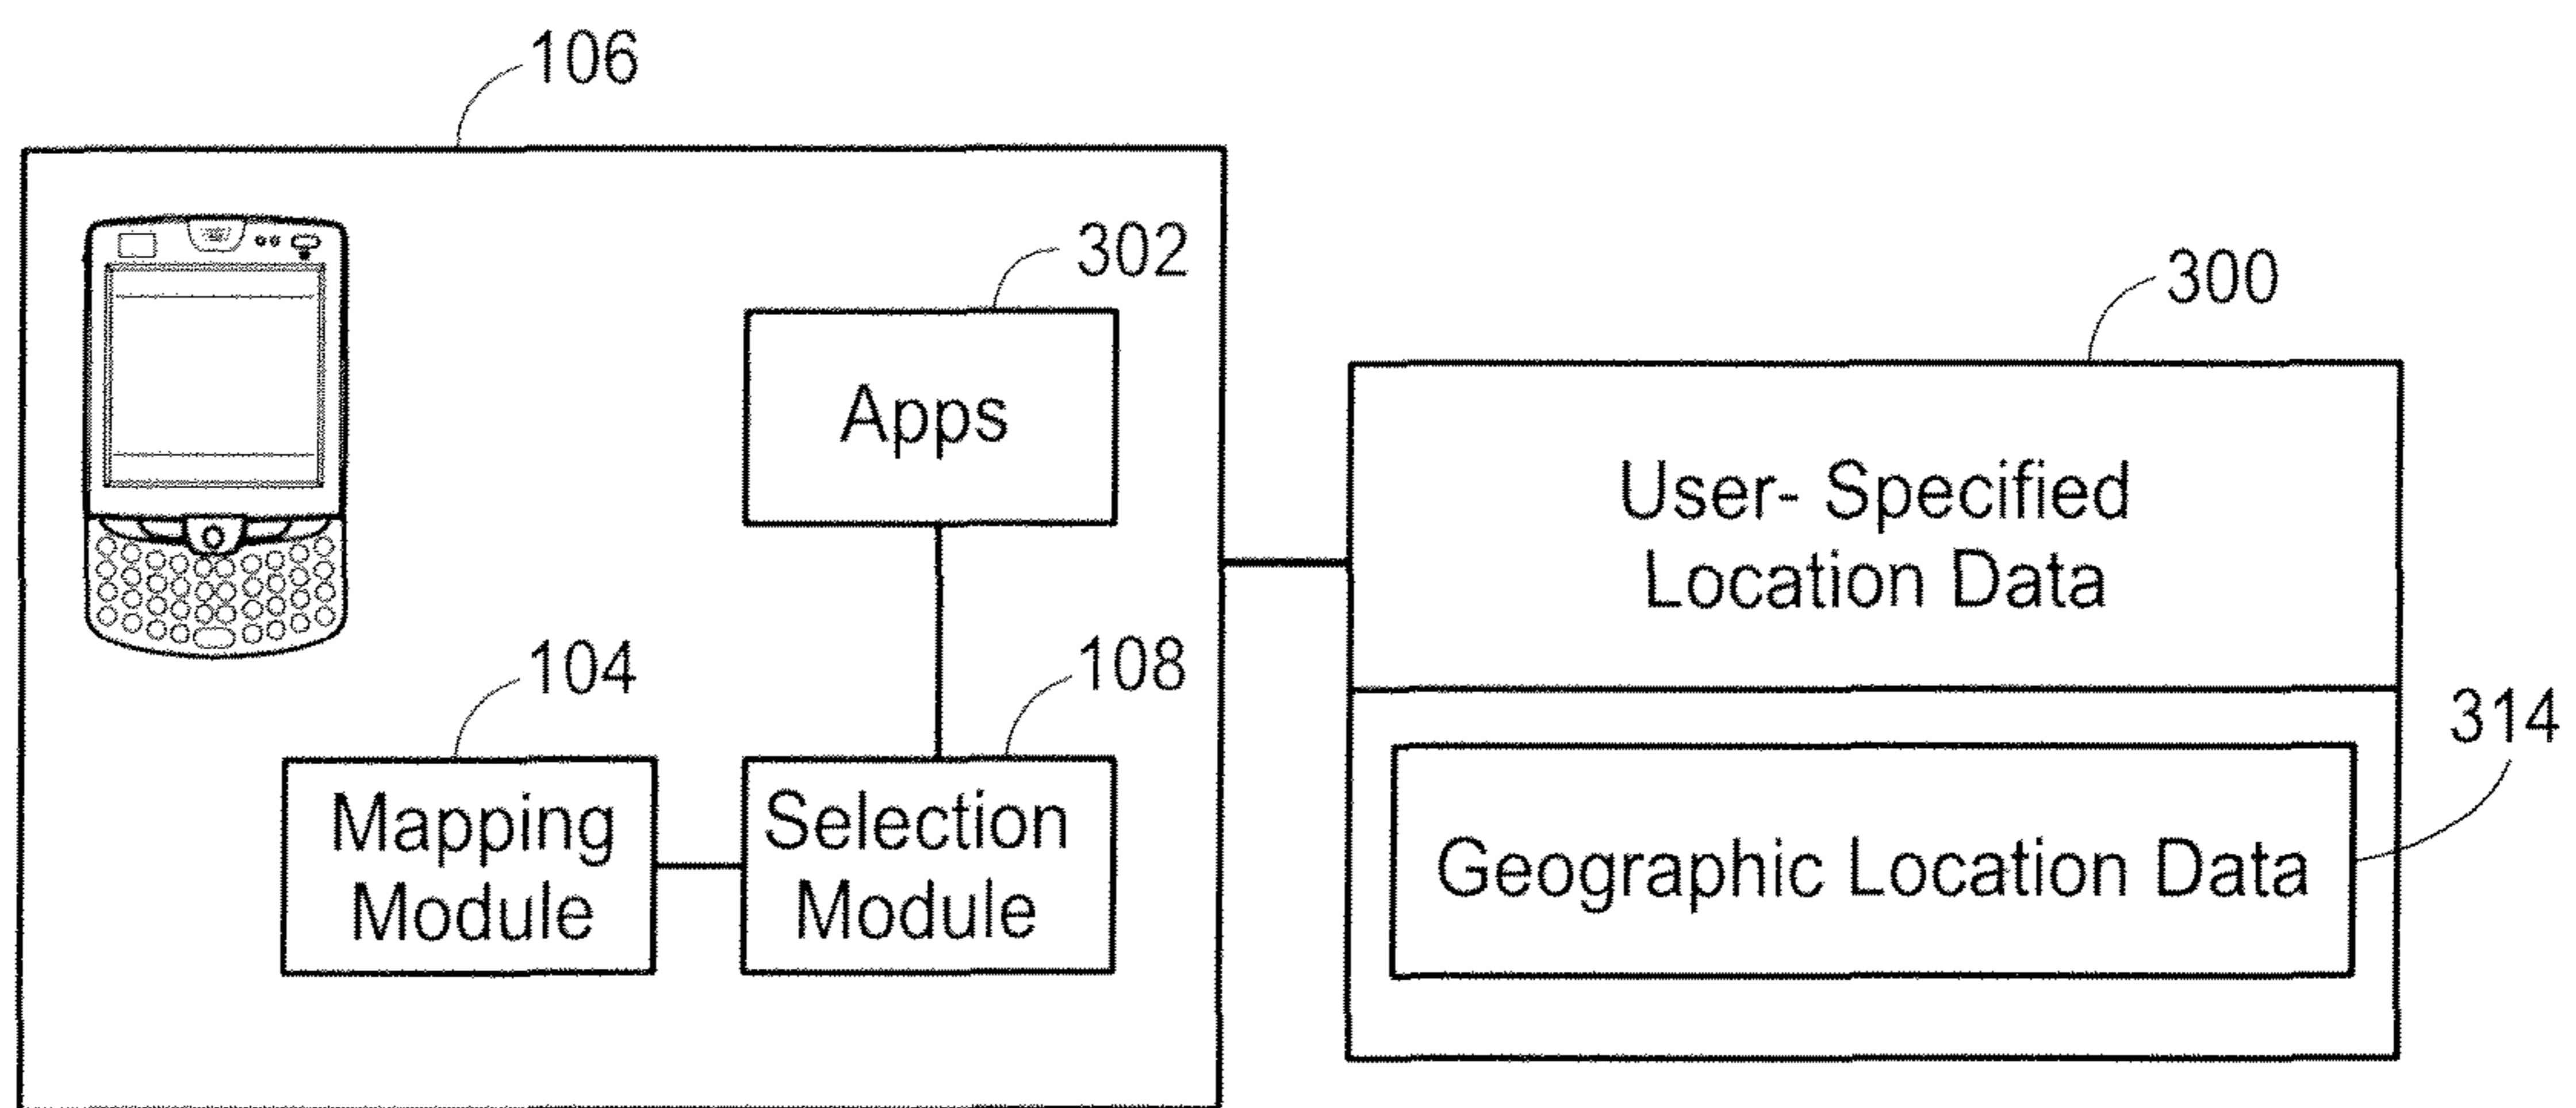 106
302
Apps
300
User- Specified
Location Data
104
Mapping
Module
108
Selection
Module
314
Geographic Location Data